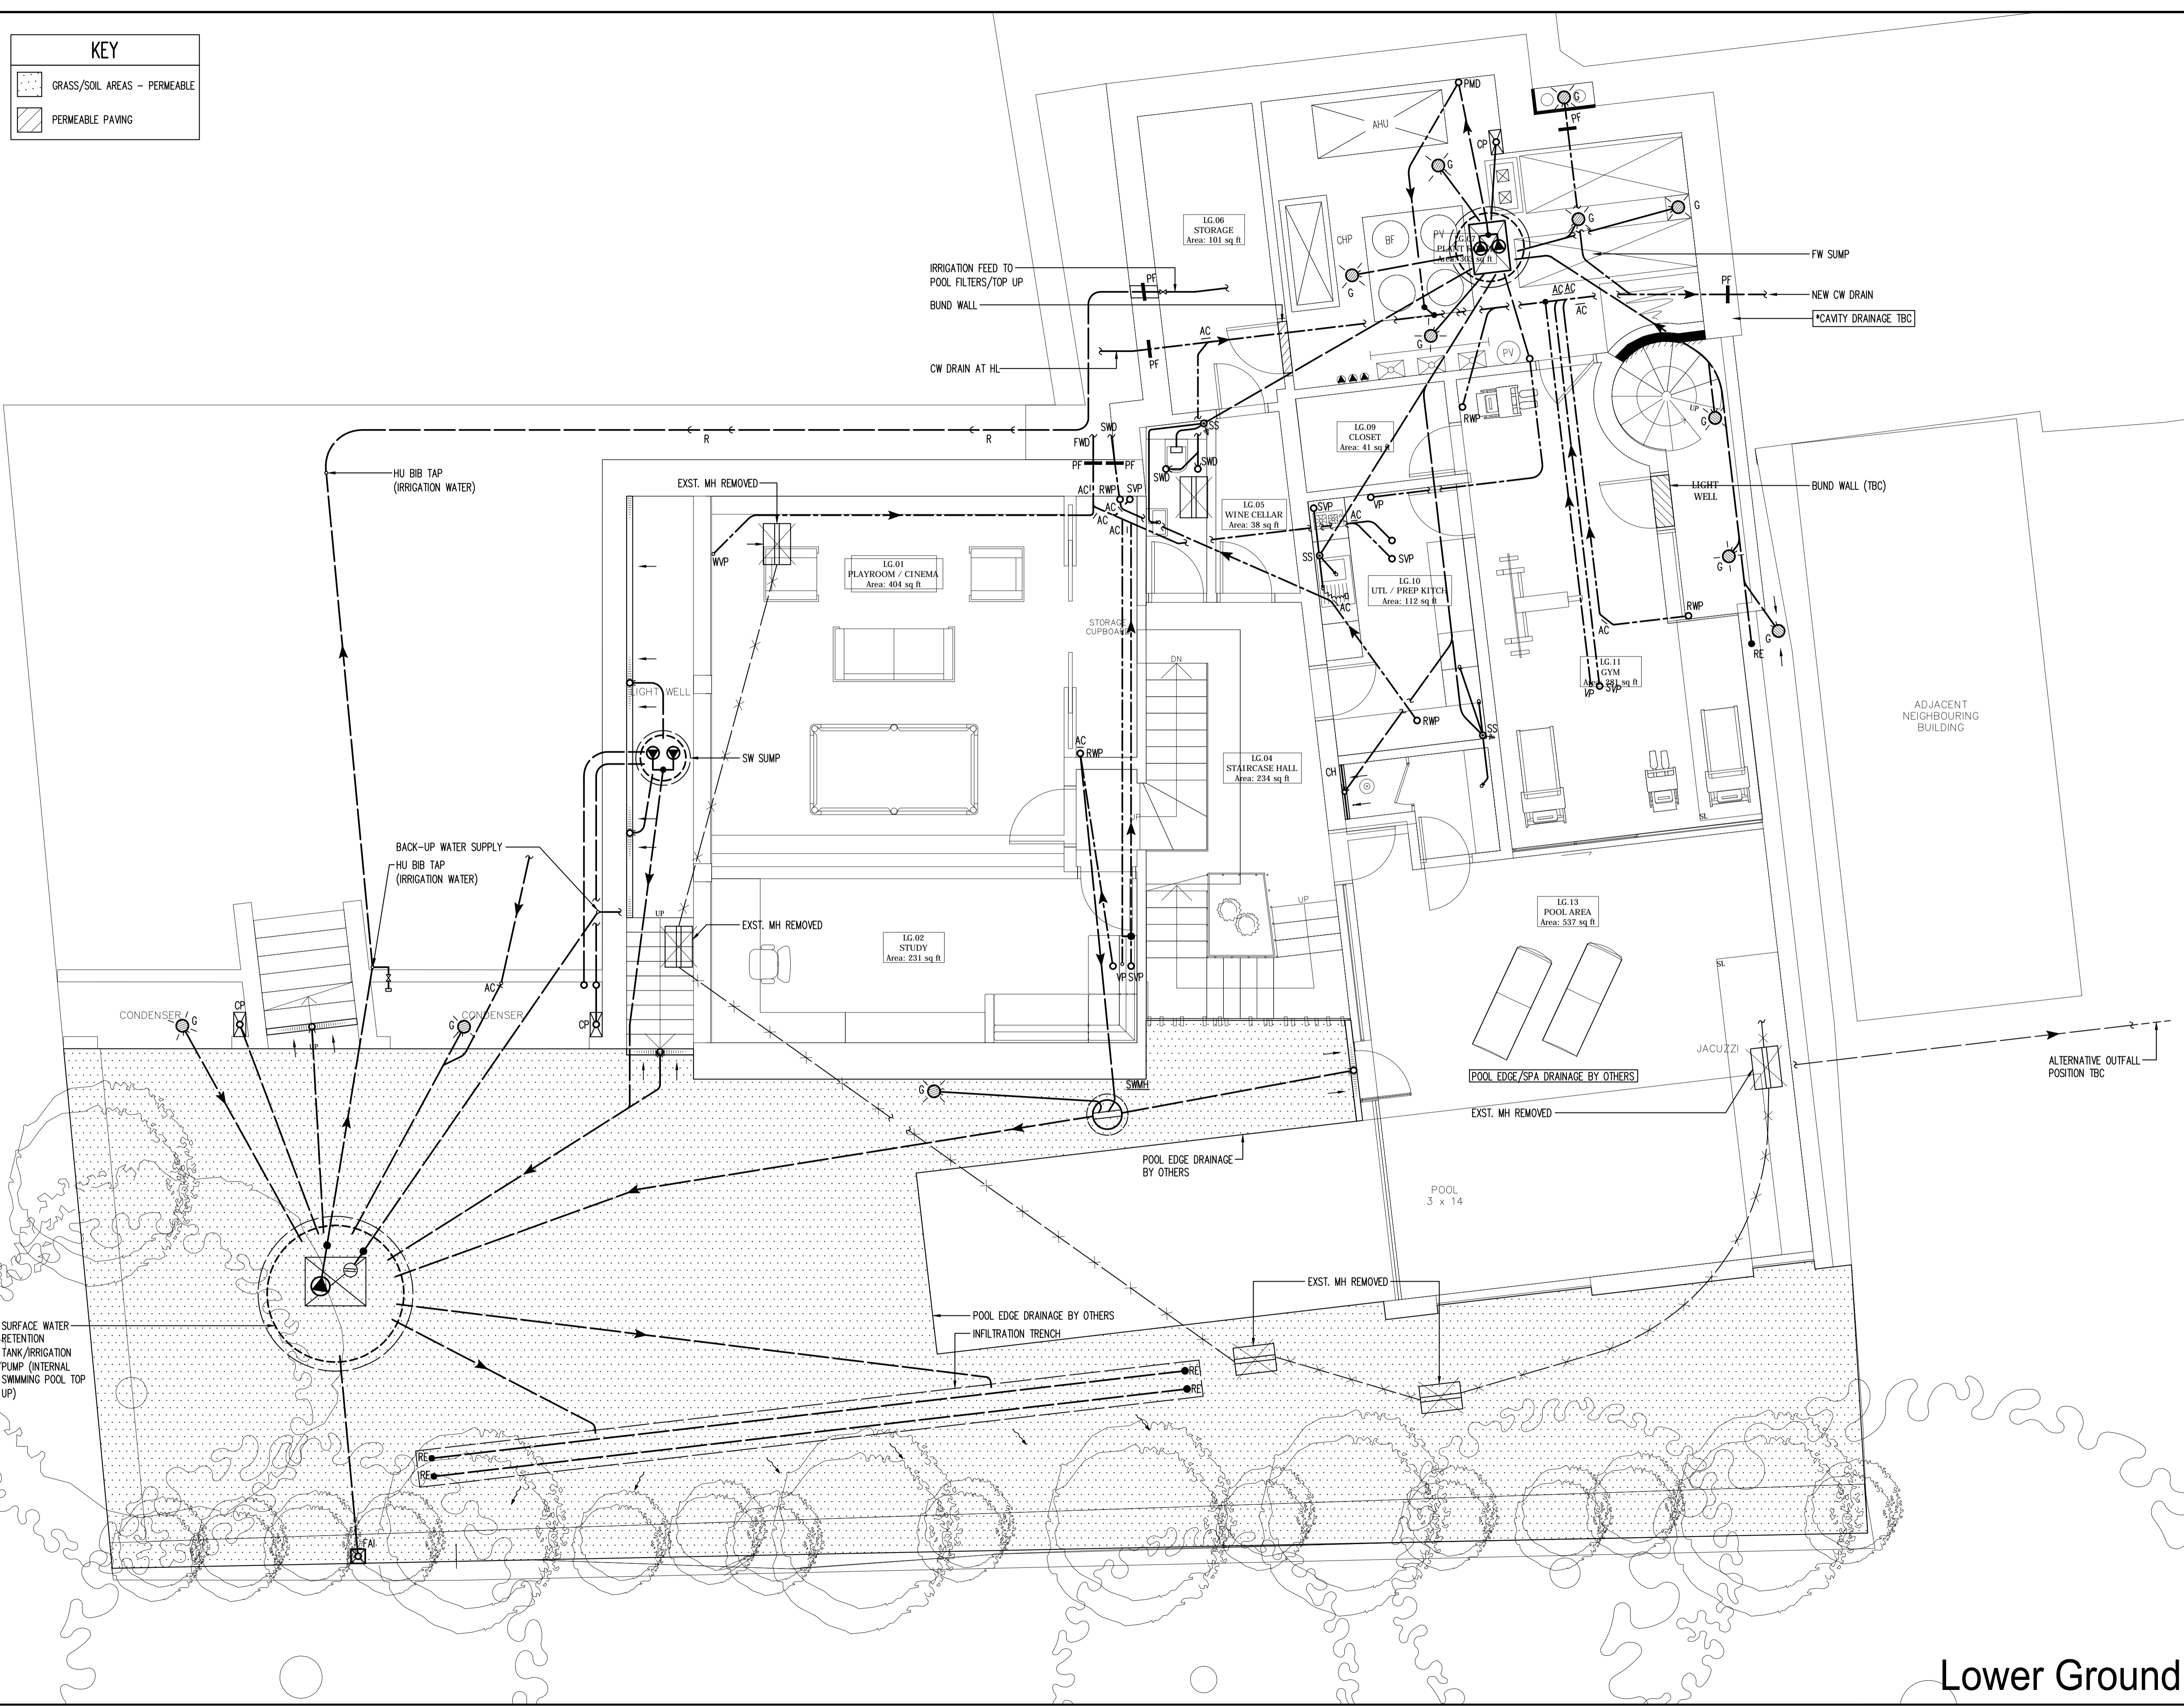 KEY
GRASS/SOIL AREAS - PERMEABLE
PERMEABLE PAVING
PMD
G
PF
AHU
CP
G
LG.06
STORAGE
Area: 101 sq ft
CHP
BF
PV
LG.07
G
G
FW SUMP
IRRIGATION FEED TO
POOL FILTERS/TOP UP
PF
G
BUND WALL
AC AC
AC
PF
NEW CW DRAIN
*CAVITY DRAINAGE TBC
AC
G
PV
CW DRAIN AT HL
PF
RWP
UP
G
R
R
FWD
SWD
SS
LG.09
CLOSET
Area: 41 sq ft
HU BIB TAP
(IRRIGATION WATER)
PF
PF
SWD
SWD
EXST. MH REMOVED
AC
RWP
SVP
AC
AC
AC
LG.05
WINE CELLAR
Area: 38 sq ft
SVP
VP
AC
LIGHT
WELL
BUND WALL (TBC)
WVP
LG.01
PLAYROOM / CINEMA
Area: 404 sq ft
SS
SVP
G
LG.10
UTL / PREP KITCH
Area: 112 sq ft
AC
RWP
STORAGE
CUPBOARD
AC
G
RE
DN
LG.11
GYM
Area: 281 sq ft
VP
SVP
LIGHT WELL
RWP
SS
ADJACENT
NEIGHBOURING
BUILDING
SW SUMP
AC
RWP
LG.04
STAIRCASE HALL
Area: 234 sq ft
CH
UP
SL
BACK-UP WATER SUPPLY
HU BIB TAP
(IRRIGATION WATER)
UP
EXST. MH REMOVED
LG.02
STUDY
Area: 231 sq ft
UP
LG.13
POOL AREA
Area: 537 sq ft
VP
SVP
SL
AC
CONDENSER
G
CP
G
CONDENSER
CP
UP
JACUZZI
ALTERNATIVE OUTFALL
POSITION TBC
POOL EDGE/SPA DRAINAGE BY OTHERS
G
SWMH
EXST. MH REMOVED
POOL EDGE DRAINAGE
BY OTHERS
POOL
3 x 14
EXST. MH REMOVED
POOL EDGE DRAINAGE BY OTHERS
INFILTRATION TRENCH
SURFACE WATER
RETENTION
TANK/IRRIGATION
PUMP (INTERNAL
SWIMMING POOL TOP
UP)
RE
RE
RE
RE
FAI
Lower Ground